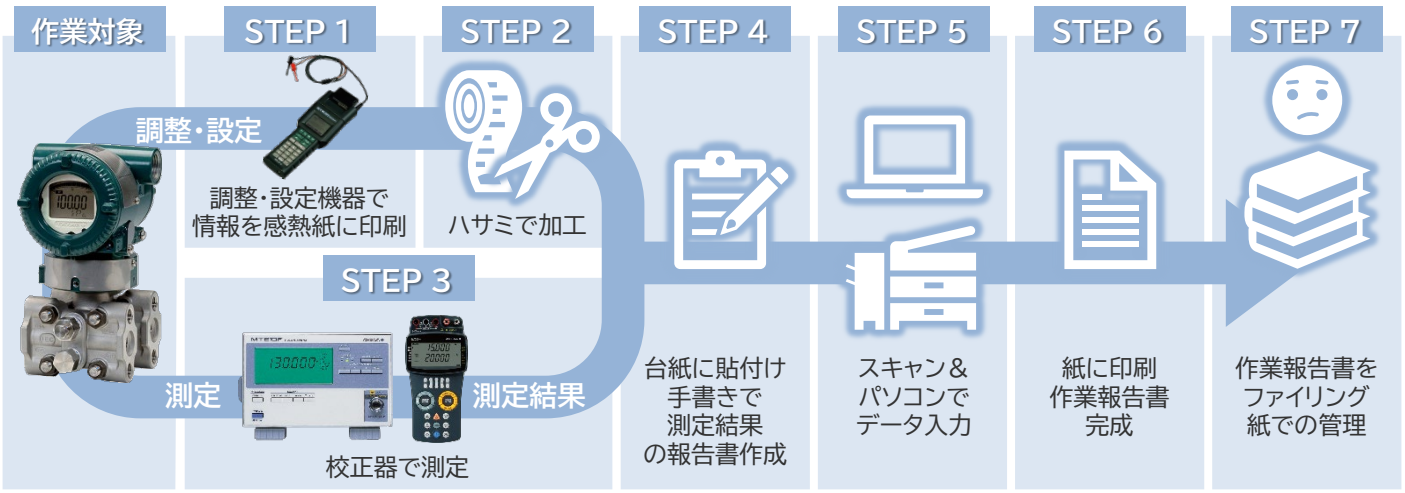 作業対象
STEP 1
STEP 2
STEP 4
STEP 5
STEP 6
STEP 7
調整・設定
100.00
調整・設定機器で
情報を感熱紙に印刷
ハサミで加工
STEP 3
130.000
20000
測定
測定結果
校正器で測定
台紙に貼付け
手書きで
測定結果
の報告書作成
スキャン&
パソコンで
データ入力
紙に印刷
作業報告書
完成
作業報告書を
ファイリング
紙での管理